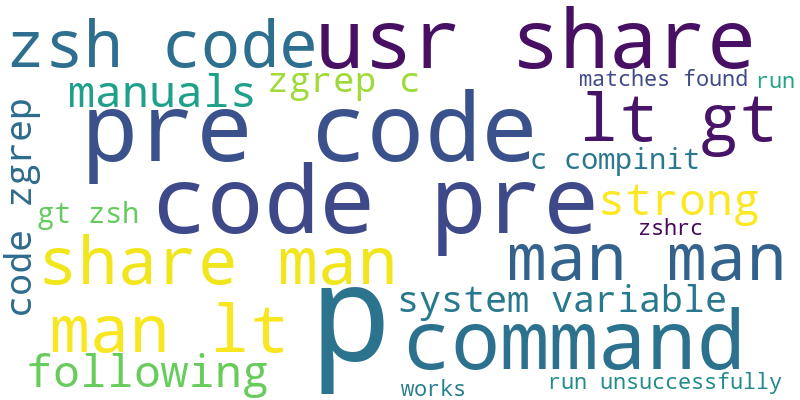 zsh code
usr share
manuals
zgrep c
matches found
run
pre code
lt gt
code zgrep
c compinit
code pre
strong
gt zsh
zshrc
share man
man man
p
system variable
man lt
command
following
run unsuccessfully
works